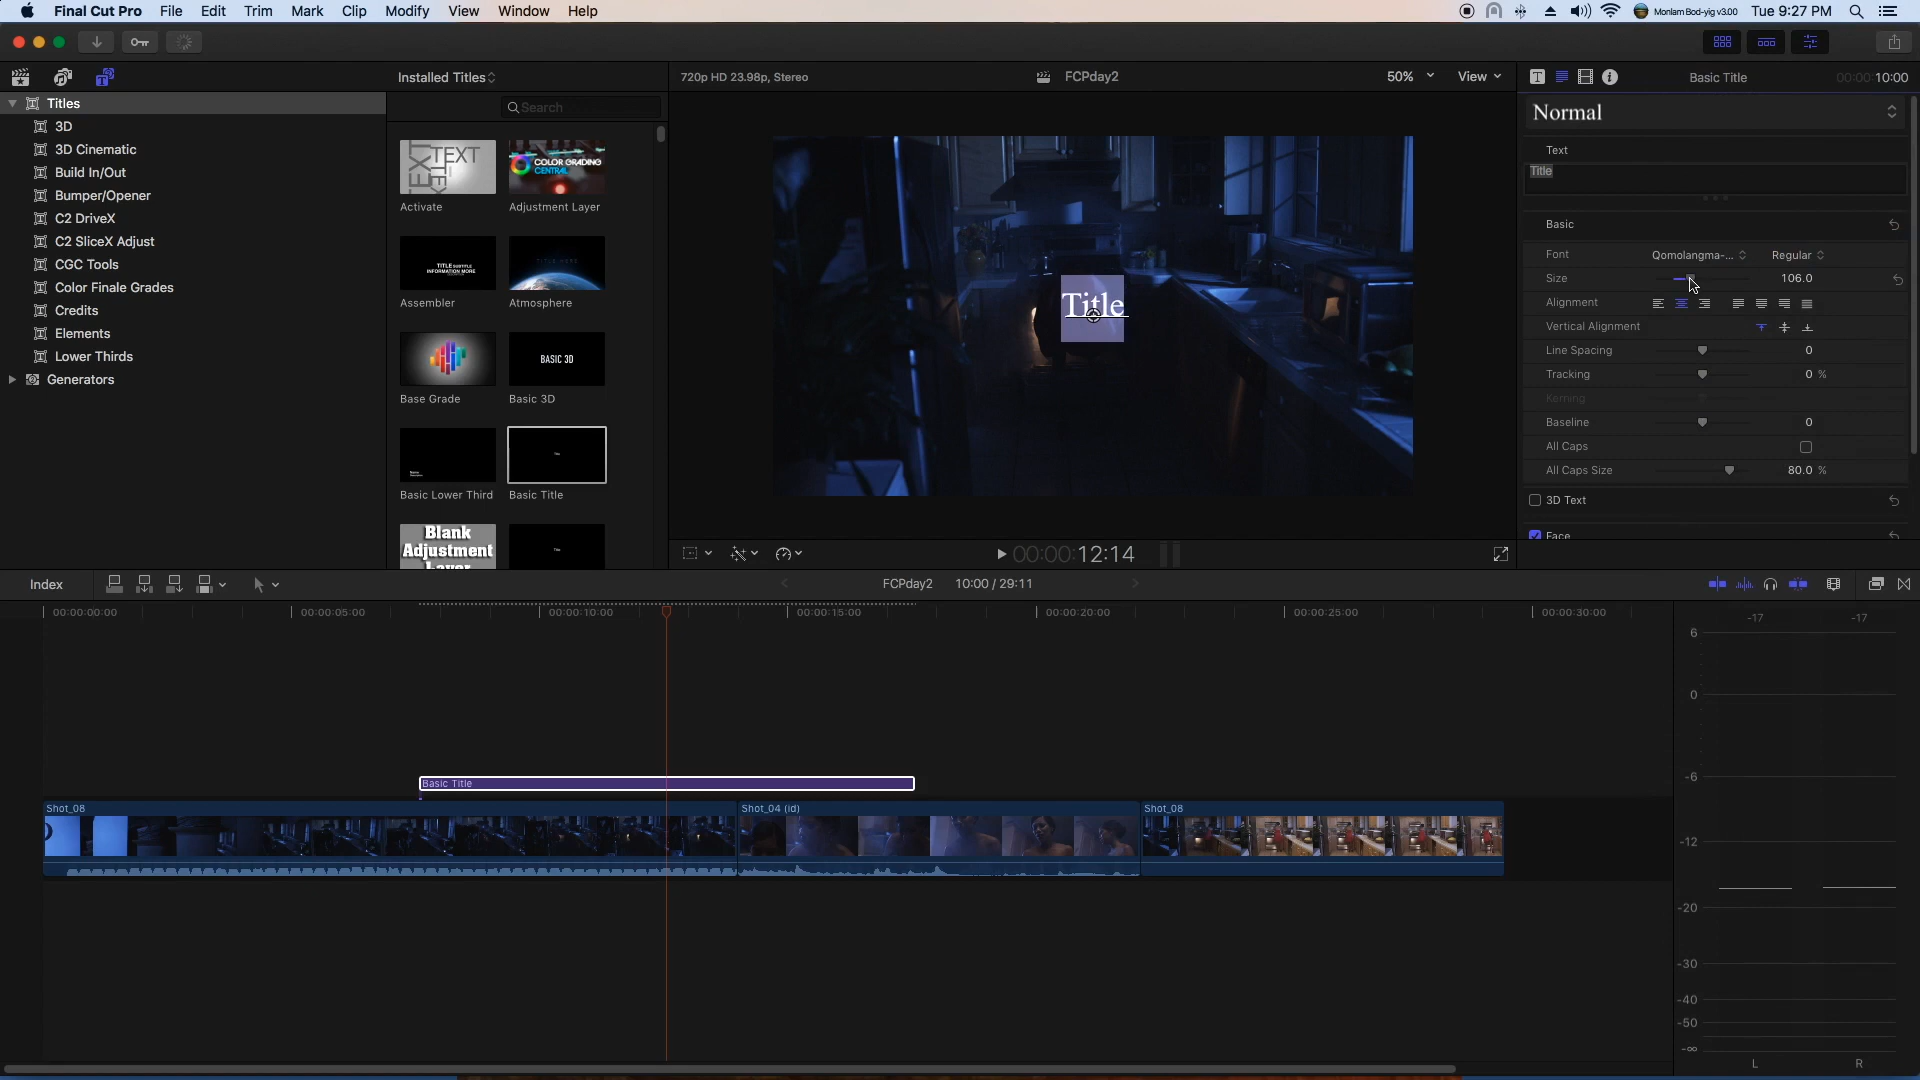 Final Cut Pro File Edit Trim Mark Clip Modify View Window Help
Monlam Bod-yig v3.00 Tue 9:27 PM
Installed Titles
720p HD 23.98p, Stereo
FCPday2
50%
View
Basic Title
00:00:10:00
Titles
3D
3D Cinematic
Build In/Out
Bumper/Opener
C2 DriveX
C2 SliceX Adjust
CGC Tools
Color Finale Grades
Credits
Elements
Lower Thirds
Generators
Search
TEXT
Activate
COLOR GRADING
CENTRAL
Adjustment Layer
TITLE SUBTITLE
INFORMATION MORE
Assembler
TITLE HERE
Atmosphere
Base Grade
BASIC 3D
Basic 3D
Name
Basic Lower Third
Title
Basic Title
Blank
Adjustment
Layer
Title
Title
00:00:12:14
Normal
Text
Title
Basic
Font Qomolangma-... Regular
Size 106.0
Alignment
Vertical Alignment
Line Spacing 0
Tracking 0 %
Kerning
Baseline 0
All Caps
All Caps Size 80.0 %
3D Text
Face
Index
FCPday2
10:00 / 29:11
00:00:00:00 00:00:05:00 00:00:10:00 00:00:15:00 00:00:20:00 00:00:25:00 00:00:30:00
Basic Title
Shot_08
Shot_04 (id)
Shot_08
-17 -17
6
0
-6
-12
-20
-30
-40
-50
-∞
L R